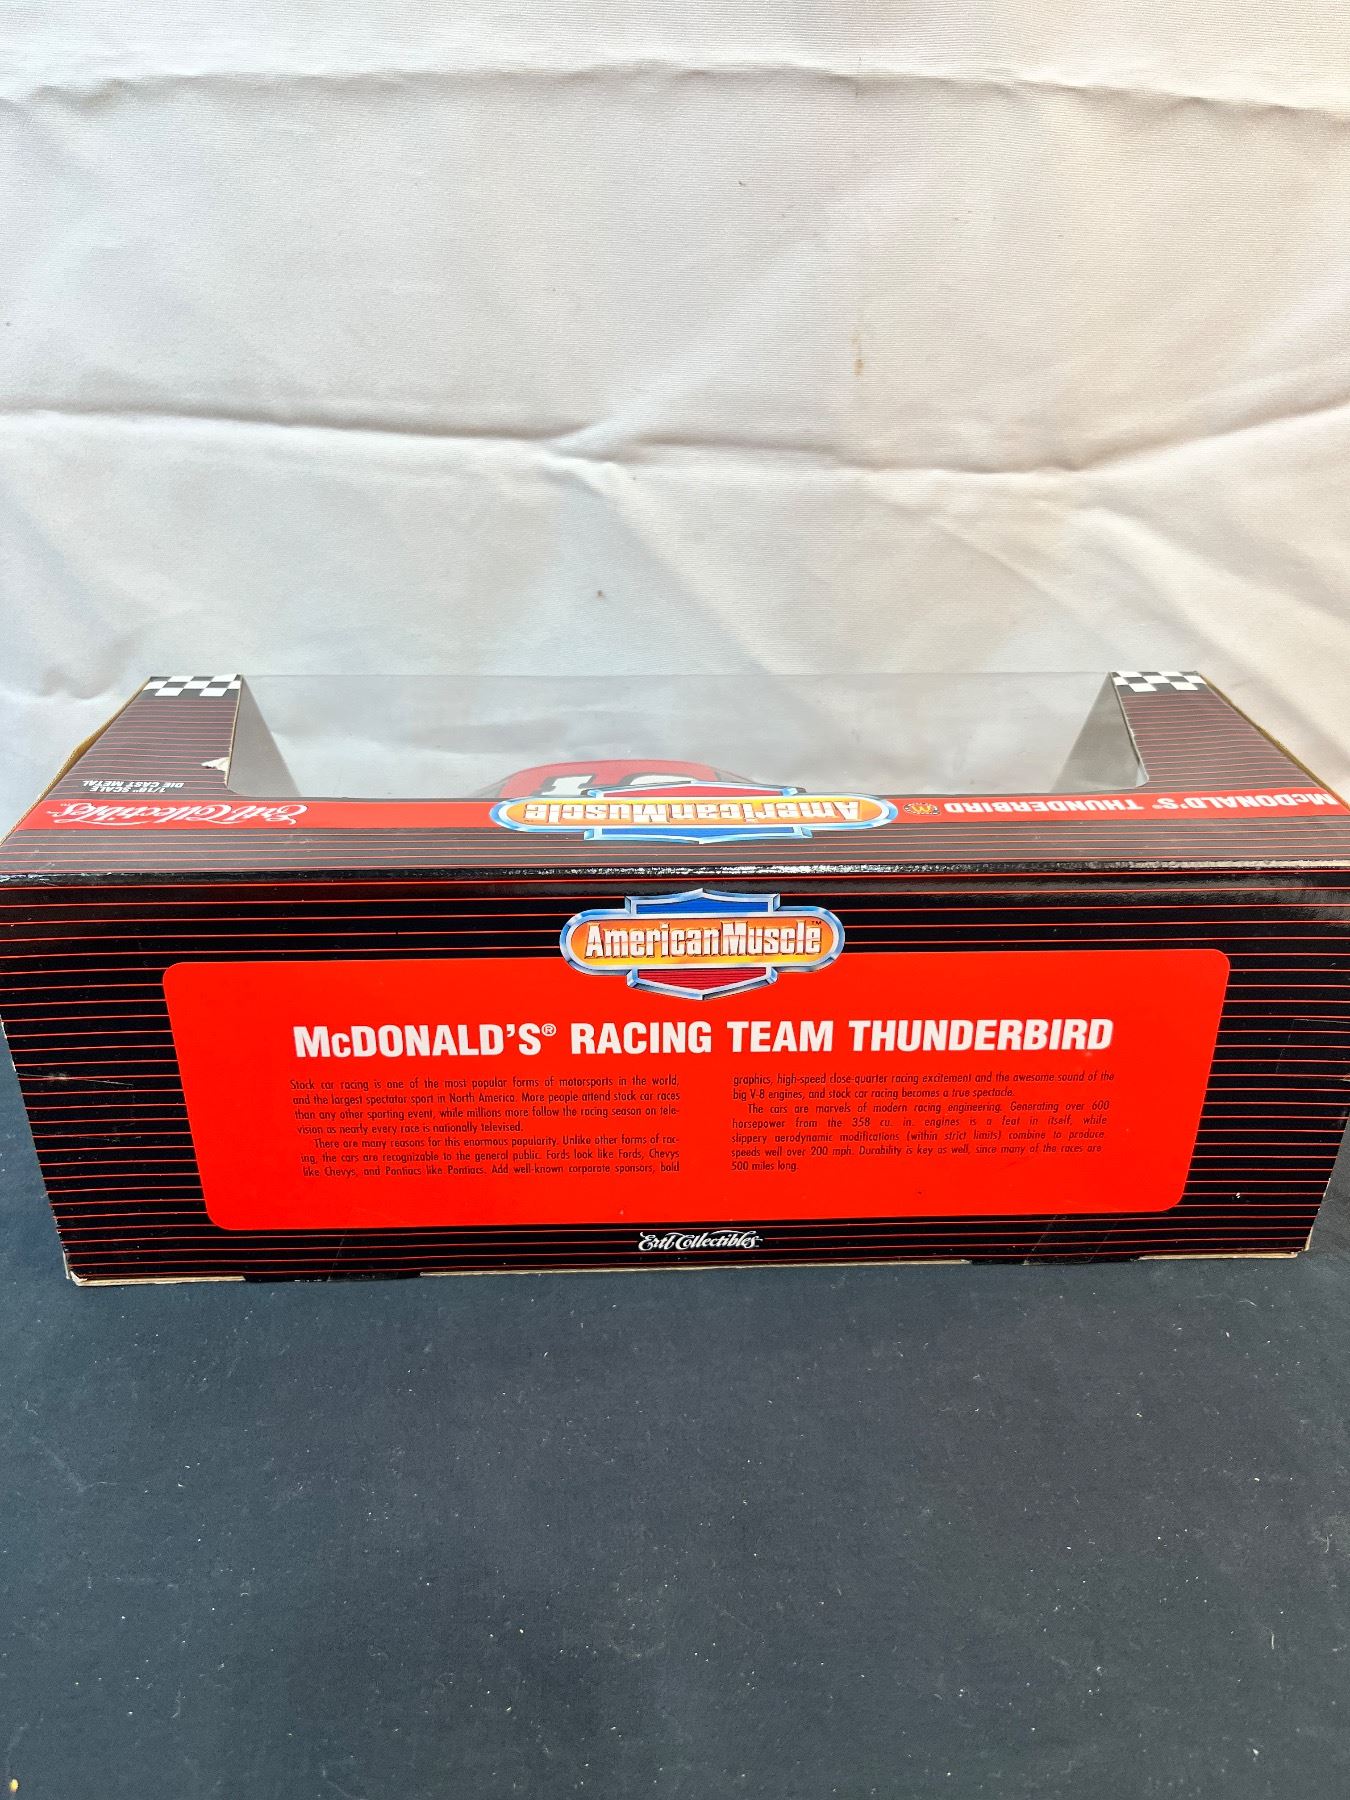 1/18" SCALE
DIE CAST METAL
Ertl Collectibles™
AmericanMuscle
McDONALD'S® THUNDERBIRD
AmericanMuscle™
McDONALD'S® RACING TEAM THUNDERBIRD
Stock car racing is one of the most popular forms of motorsports in the world,
and the largest spectator sport in North America. More people attend stock car races
than any other sporting event, while millions more follow the racing season on tele-
vision as nearly every race is nationally televised.
There are many reasons for this enormous popularity. Unlike other forms of rac-
ing, the cars are recognizable to the general public. Fords look like Fords, Chevys
like Chevys, and Pontiacs like Pontiacs. Add well-known corporate sponsors, bold
graphics, high-speed close-quarter racing excitement and the awesome sound of the
big V-8 engines, and stock car racing becomes a true spectacle.
The cars are marvels of modern racing engineering. Generating over 600
horsepower from the 358 cu. in. engines is a feat in itself, while
slippery aerodynamic modifications (within strict limits) combine to produce
speeds well over 200 mph. Durability is key as well, since many of the races are
500 miles long.
Ertl Collectibles™